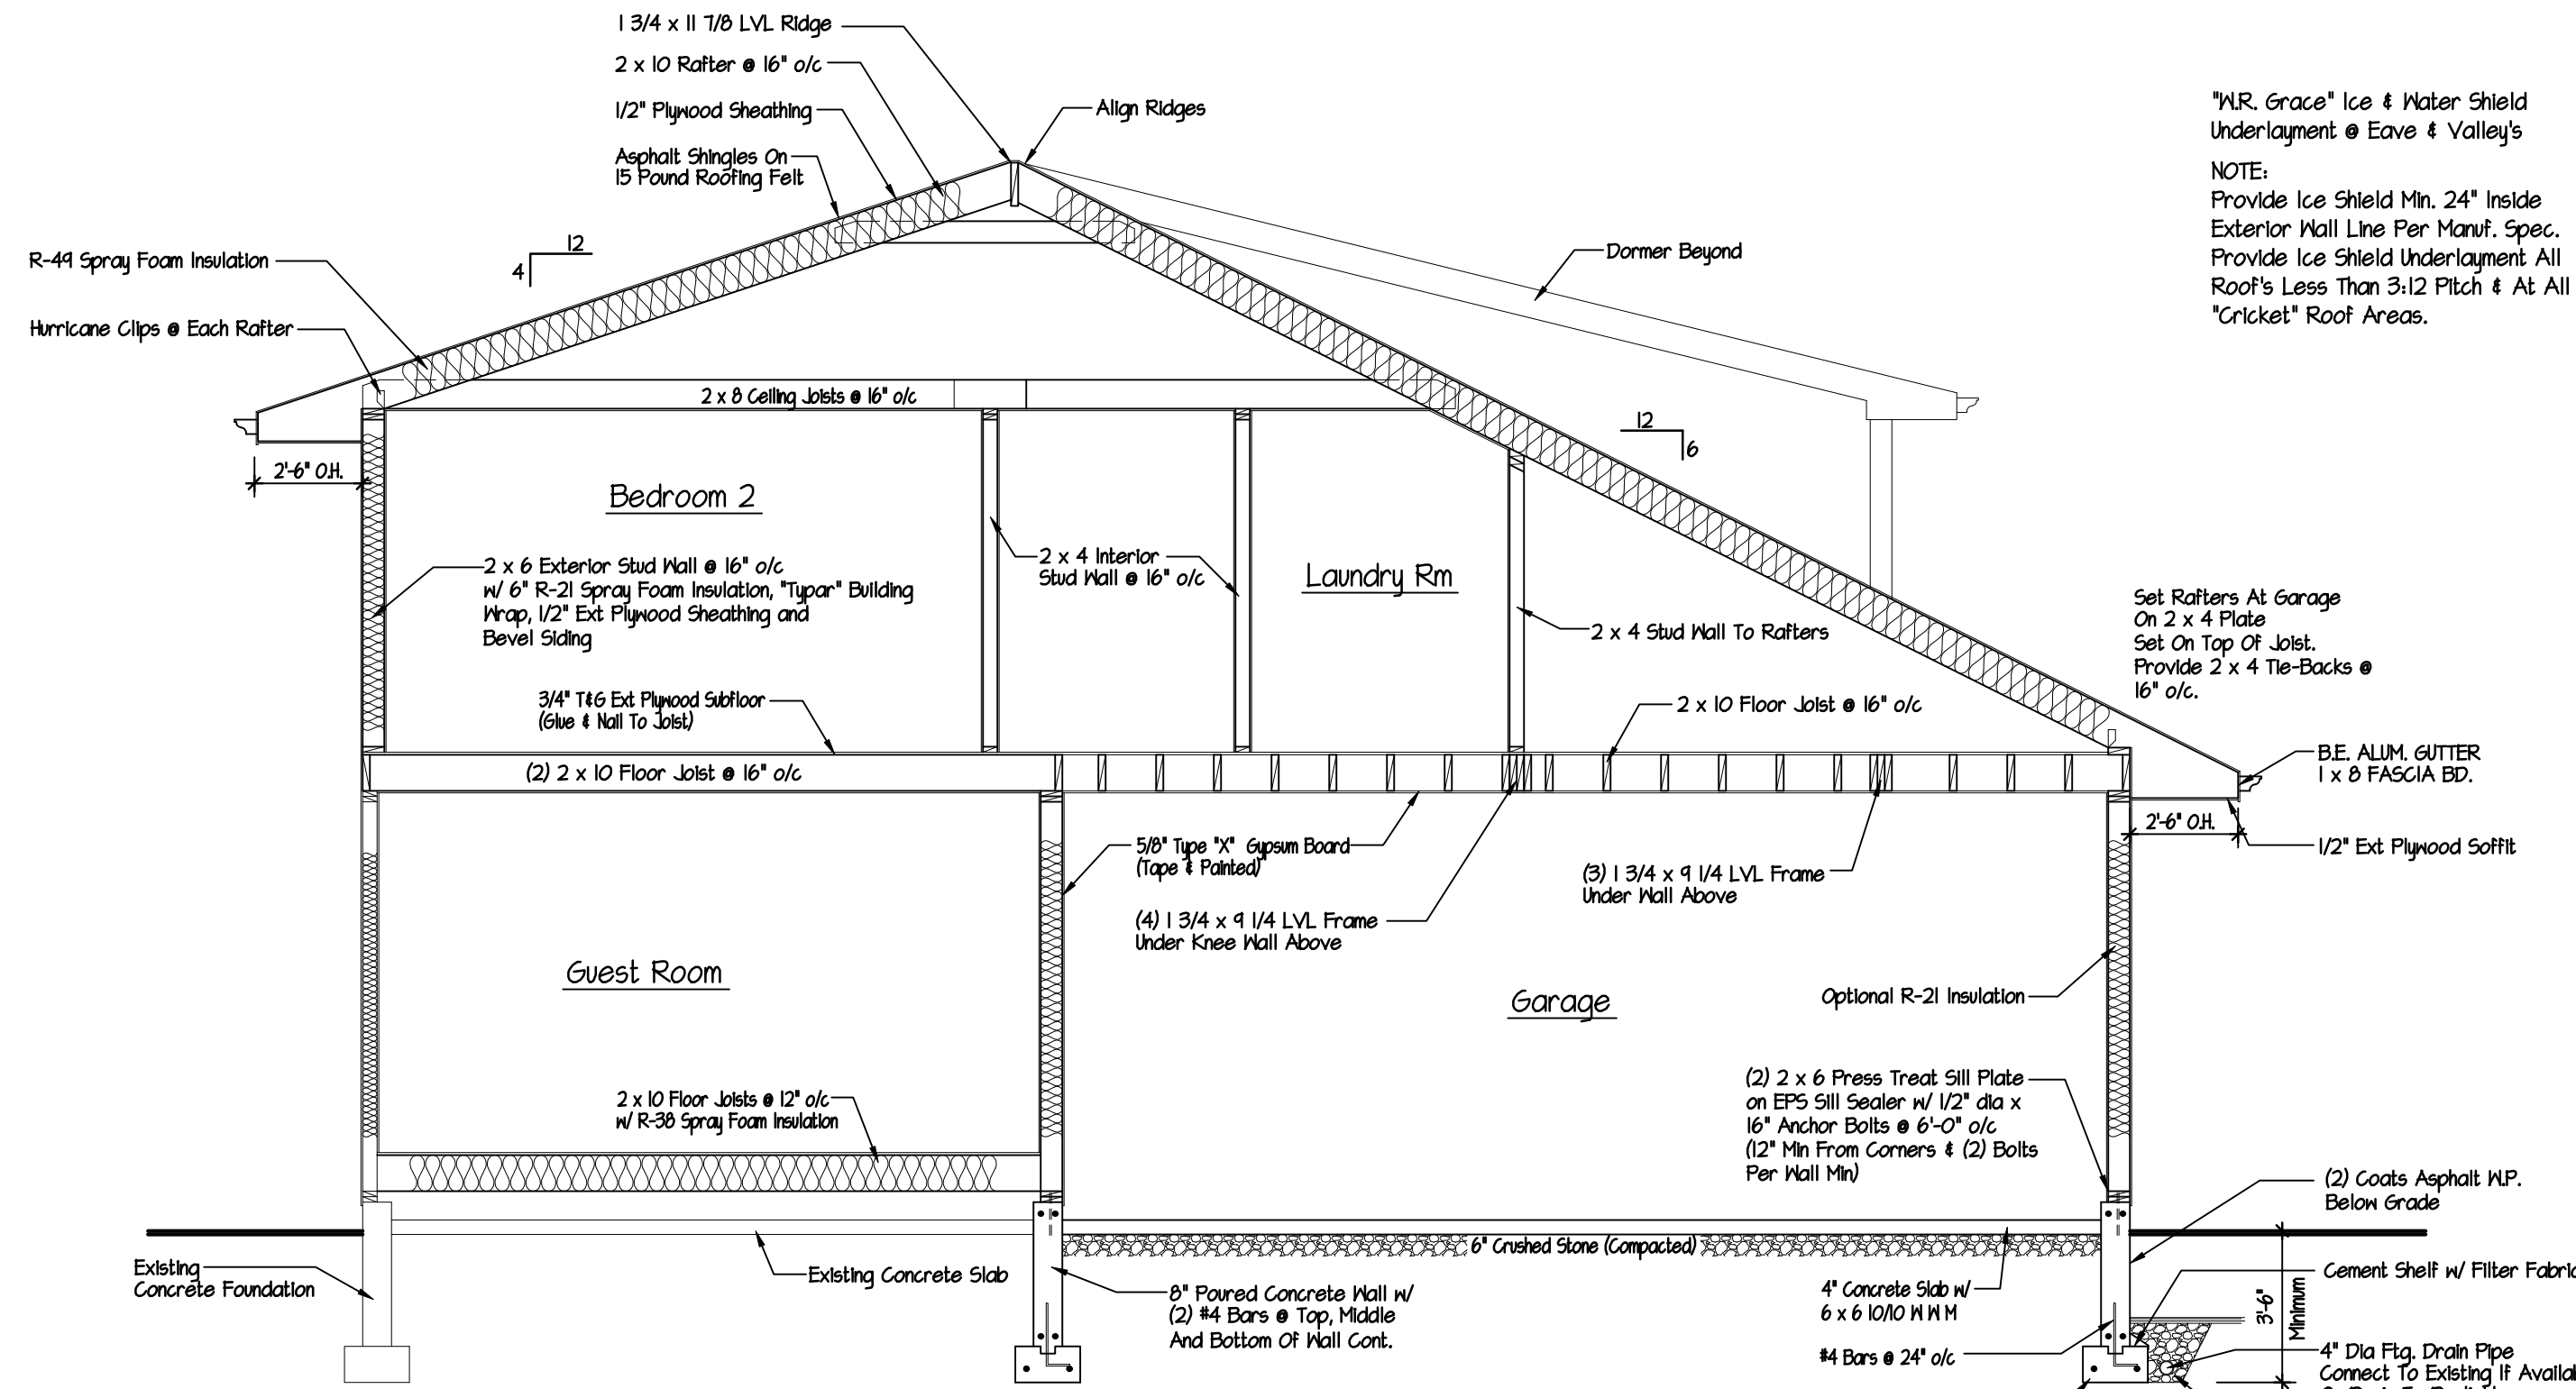 1 3/4 x 11 7/8 LVL Ridge
2 x 10 Rafter @ 16" o/c
1/2" Plywood Sheathing
Asphalt Shingles On
15 Pound Roofing Felt
Align Ridges
"W.R. Grace" Ice & Water Shield
Underlayment @ Eave & Valley's
NOTE:
Provide Ice Shield Min. 24" Inside
Exterior Wall Line Per Manuf. Spec.
Provide Ice Shield Underlayment All
Roof's Less Than 3:12 Pitch & At All
"Cricket" Roof Areas.
R-49 Spray Foam Insulation
Hurricane Clips @ Each Rafter
12
4
Dormer Beyond
2 x 8 Ceiling Joists @ 16" o/c
12
6
2'-6" O.H.
Bedroom 2
2 x 6 Exterior Stud Wall @ 16" o/c
w/ 6" R-21 Spray Foam Insulation, "Typar" Building
Wrap, 1/2" Ext Plywood Sheathing and
Bevel Siding
2 x 4 Interior
Stud Wall @ 16" o/c
Laundry Rm
2 x 4 Stud Wall To Rafters
Set Rafters At Garage
On 2 x 4 Plate
Set On Top Of Joist.
Provide 2 x 4 Tie-Backs @
16" o/c.
3/4" T&G Ext Plywood Subfloor
(Glue & Nail To Joist)
2 x 10 Floor Joist @ 16" o/c
(2) 2 x 10 Floor Joist @ 16" o/c
B.E. ALUM. GUTTER
1 x 8 FASCIA BD.
2'-6" O.H.
1/2" Ext Plywood Soffit
5/8" Type "X" Gypsum Board
(Tape & Painted)
(3) 1 3/4 x 9 1/4 LVL Frame
Under Wall Above
(4) 1 3/4 x 9 1/4 LVL Frame
Under Knee Wall Above
Guest Room
Garage
Optional R-21 Insulation
2 x 10 Floor Joists @ 12" o/c
w/ R-38 Spray Foam Insulation
(2) 2 x 6 Press Treat Sill Plate
on EPS Sill Sealer w/ 1/2" dia x
16" Anchor Bolts @ 6'-0" o/c
(12" Min From Corners & (2) Bolts
Per Wall Min)
(2) Coats Asphalt W.P.
Below Grade
6" Crushed Stone (Compacted)
Existing
Concrete Foundation
Existing Concrete Slab
8" Poured Concrete Wall w/
(2) #4 Bars @ Top, Middle
And Bottom Of Wall Cont.
4" Concrete Slab w/
6 x 6 10/10 W W M
#4 Bars @ 24" o/c
Cement Shelf w/ Filter Fabric
3'-6"
Minimum
4" Dia Ftg. Drain Pipe
Connect To Existing If Availa